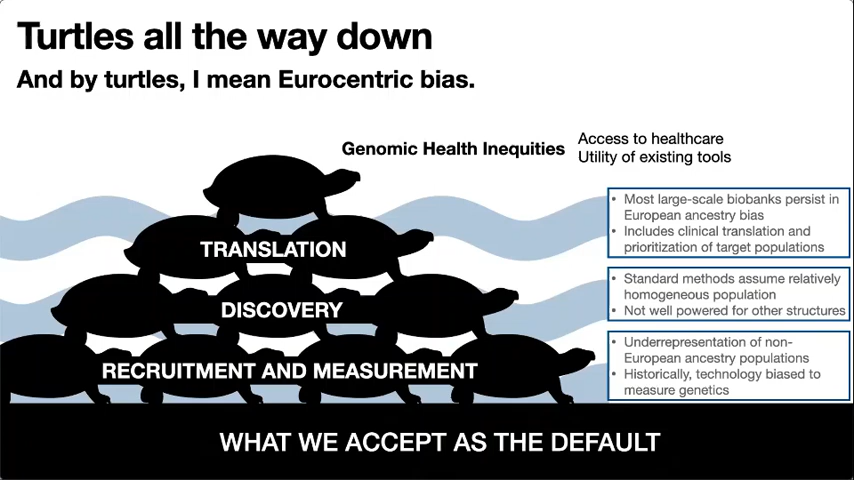 Turtles all the way down
And by turtles, I mean Eurocentric bias.
Genomic Health Inequities
Access to healthcare
Utility of existing tools
• Most large-scale biobanks persist in
European ancestry bias
• Includes clinical translation and
prioritization of target populations
TRANSLATION
• Standard methods assume relatively
homogeneous population
• Not well powered for other structures
DISCOVERY
• Underrepresentation of non-
European ancestry populations
• Historically, technology biased to
measure genetics
RECRUITMENT AND MEASUREMENT
WHAT WE ACCEPT AS THE DEFAULT